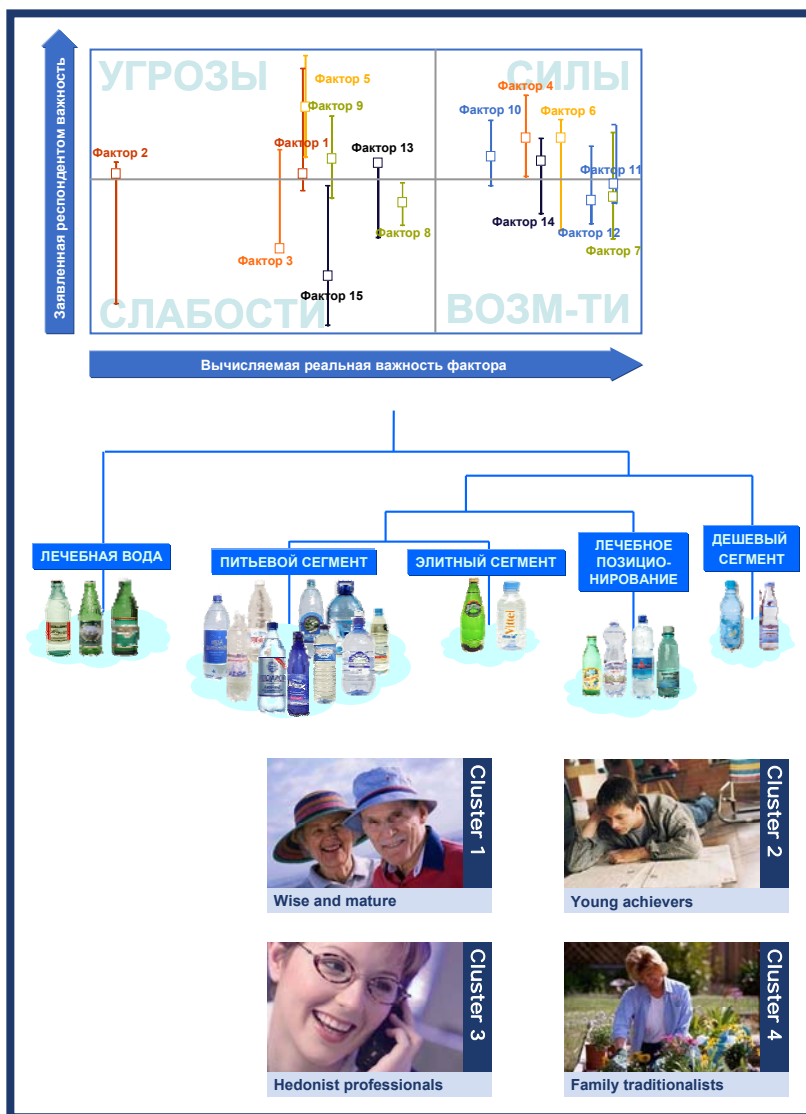 Заявленная респондентом важность
УГРОЗЫ
СИЛЫ
Фактор 5
Фактор 4
Фактор 9
Фактор 10
Фактор 6
Фактор 1
Фактор 13
Фактор 2
Фактор 11
Фактор 14
Фактор 8
Фактор 12
Фактор 3
Фактор 7
Фактор 15
СЛАБОСТИ
ВОЗМ-ТИ
Вычисляемая реальная важность фактора
ЛЕЧЕБНАЯ ВОДА
ПИТЬЕВОЙ СЕГМЕНТ
ЭЛИТНЫЙ СЕГМЕНТ
ЛЕЧЕБНОЕ
ПОЗИЦИО-
НИРОВАНИЕ
ДЕШЕВЫЙ
СЕГМЕНТ
Vittel
Cluster 1
Wise and mature
Cluster 2
Young achievers
Cluster 3
Hedonist professionals
Cluster 4
Family traditionalists